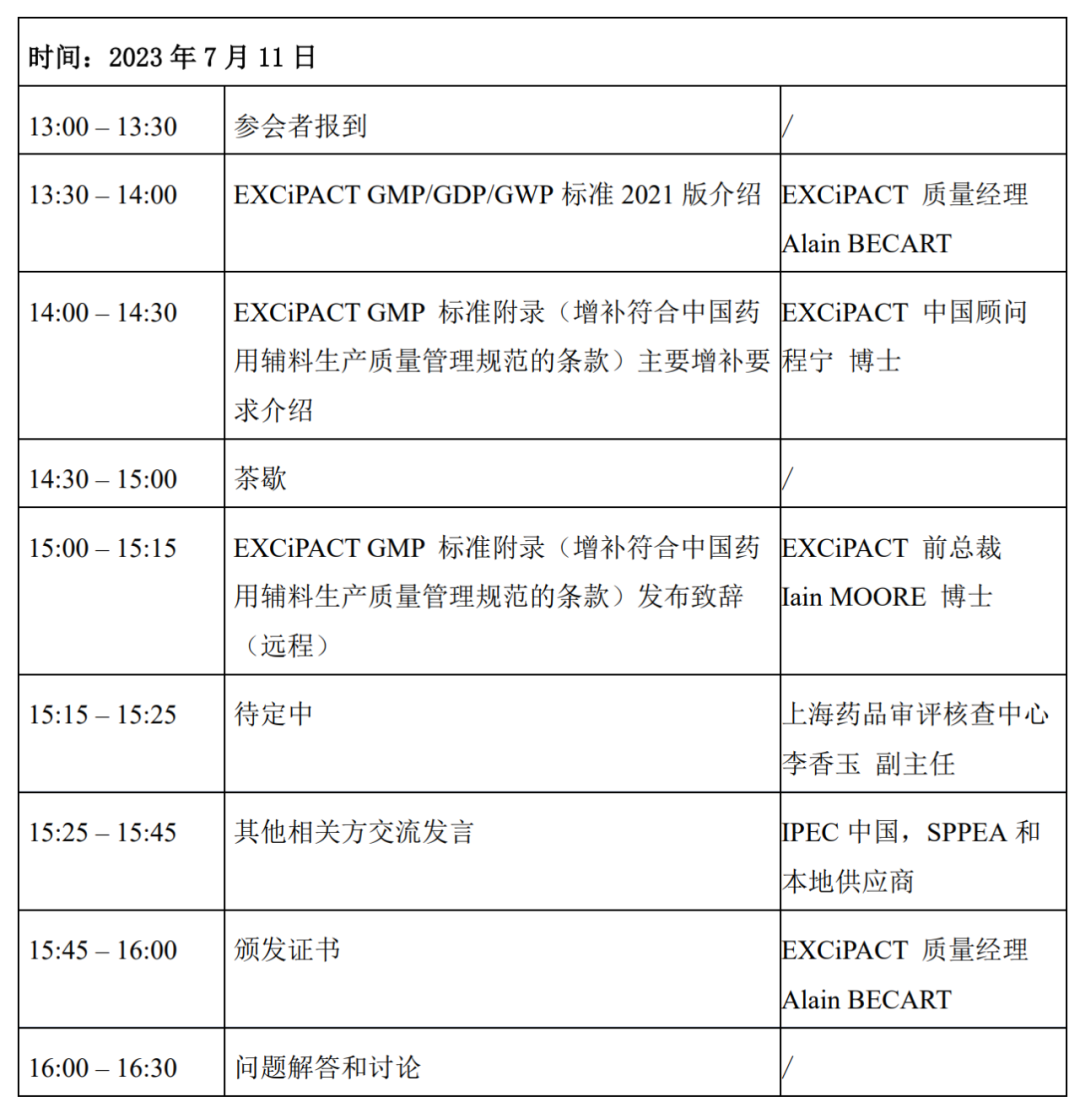 时间：2023 年 7 月 11 日
13:00 – 13:30 参会者报到 /
13:30 – 14:00 EXCiPACT GMP/GDP/GWP 标准 2021 版介绍 EXCiPACT 质量经理
Alain BECART
14:00 – 14:30 EXCiPACT GMP 标准附录（增补符合中国药 EXCiPACT 中国顾问
用辅料生产质量管理规范的条款）主要增补要 程宁 博士
求介绍
14:30 – 15:00 茶歇 /
15:00 – 15:15 EXCiPACT GMP 标准附录（增补符合中国药 EXCiPACT 前总裁
用辅料生产质量管理规范的条款）发布致辞 Iain MOORE 博士
（远程）
15:15 – 15:25 待定中 上海药品审评核查中心
李香玉 副主任
15:25 – 15:45 其他相关方交流发言 IPEC 中国，SPPEA 和
本地供应商
15:45 – 16:00 颁发证书 EXCiPACT 质量经理
Alain BECART
16:00 – 16:30 问题解答和讨论 /